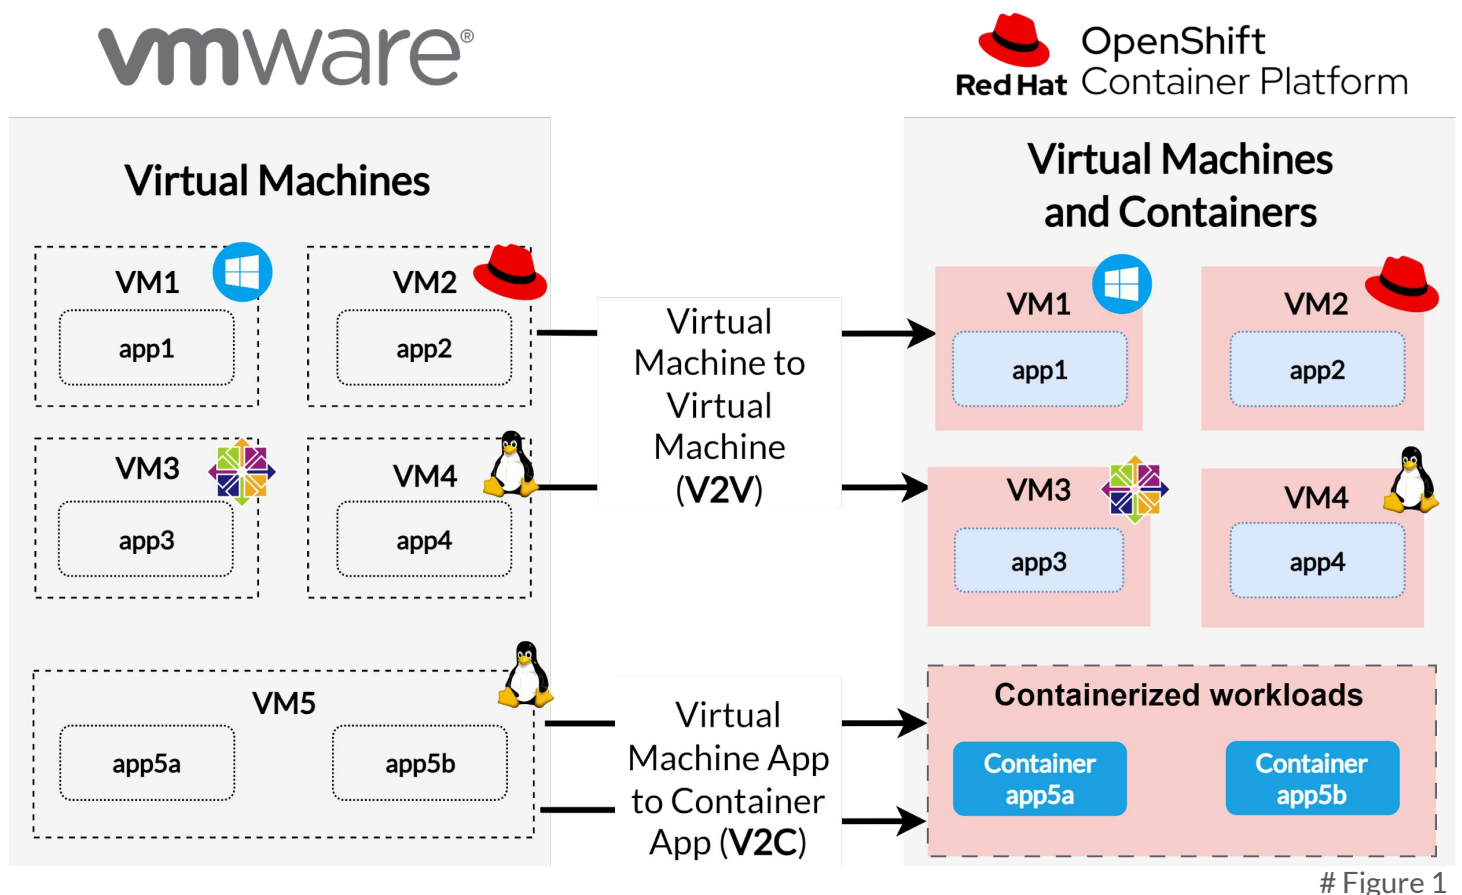 vmware®
Red Hat
OpenShift
Container Platform
Virtual Machines
VM1
app1
VM2
app2
VM3
app3
VM4
app4
VM5
app5a
app5b
Virtual
Machine to
Virtual
Machine
(V2V)
Virtual
Machine App
to Container
App (V2C)
Virtual Machines
and Containers
VM1
app1
VM2
app2
VM3
app3
VM4
app4
Containerized workloads
Container
app5a
Container
app5b
# Figure 1